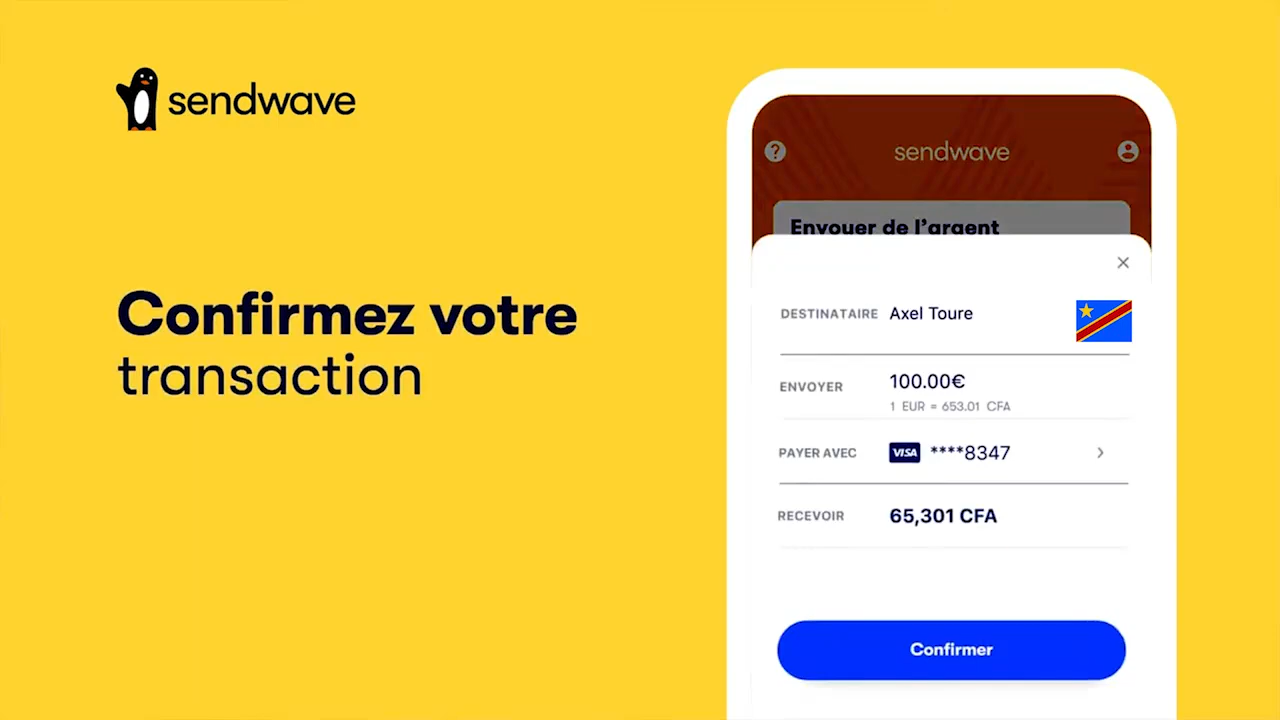 sendwave
Confirmez votre
transaction
?
sendwave
Envoyer de l'argent
DESTINATAIRE Axel Toure
ENVOYER 100.00€
1 EUR = 653.01 CFA
PAYER AVEC VISA ****8347
RECEVOIR 65,301 CFA
Confirmer